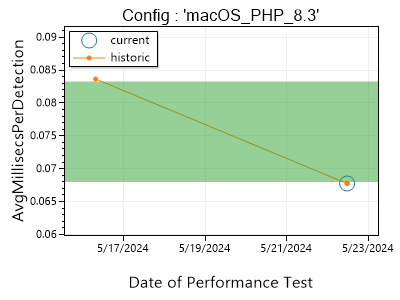 Config : 'macOS_PHP_8.3'
current
historic
0.09
0.085
0.08
0.075
0.07
0.065
0.06
AvgMillisecsPerDetection
5/17/2024
5/19/2024
5/21/2024
5/23/2024
Date of Performance Test